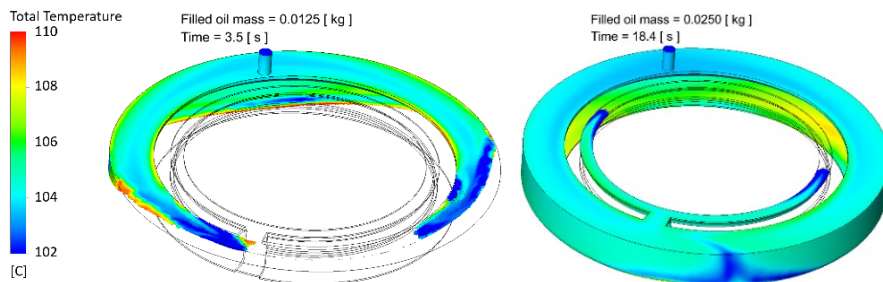 Total Temperature
110
108
106
104
102
[C]
Filled oil mass = 0.0125 [ kg ]
Time = 3.5 [ s ]
Filled oil mass = 0.0250 [ kg ]
Time = 18.4 [ s ]